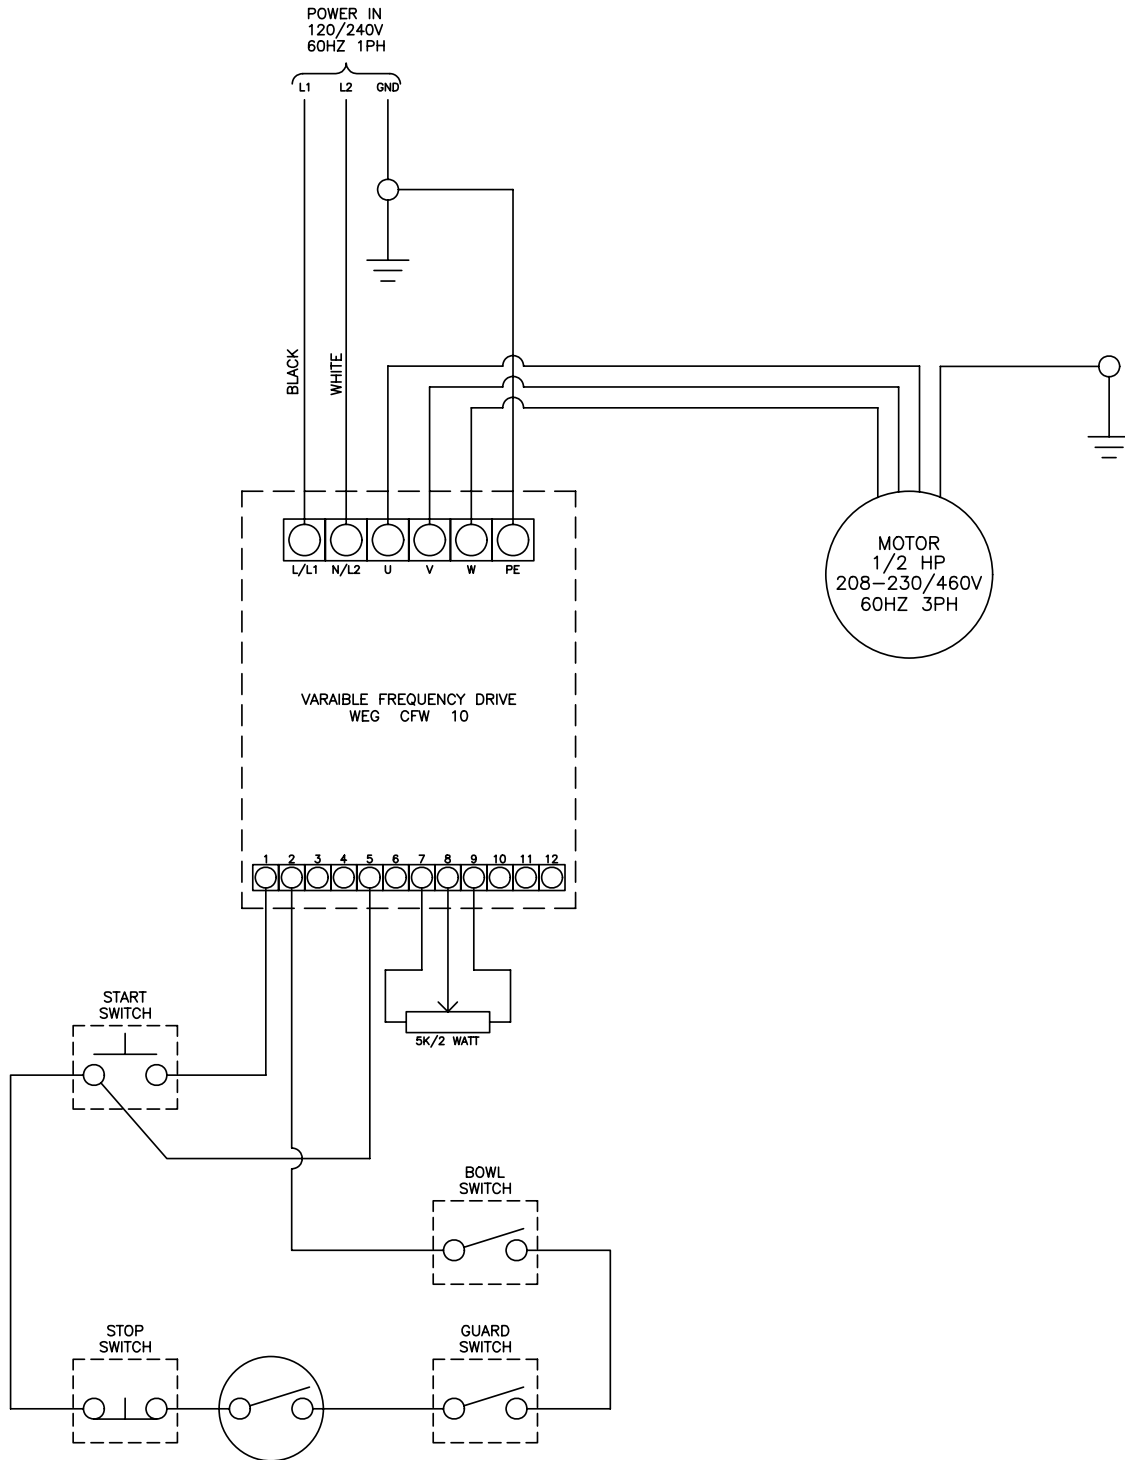 POWER IN
120/240V
60HZ 1PH
L1 L2 GND
BLACK
WHITE
L/L1 N/L2 U V W PE
MOTOR
1/2 HP
208-230/460V
60HZ 3PH
VARAIBLE FREQUENCY DRIVE
WEG CFW 10
1 2 3 4 5 6 7 8 9 10 11 12
5K/2 WATT
START
SWITCH
BOWL
SWITCH
STOP
SWITCH
GUARD
SWITCH